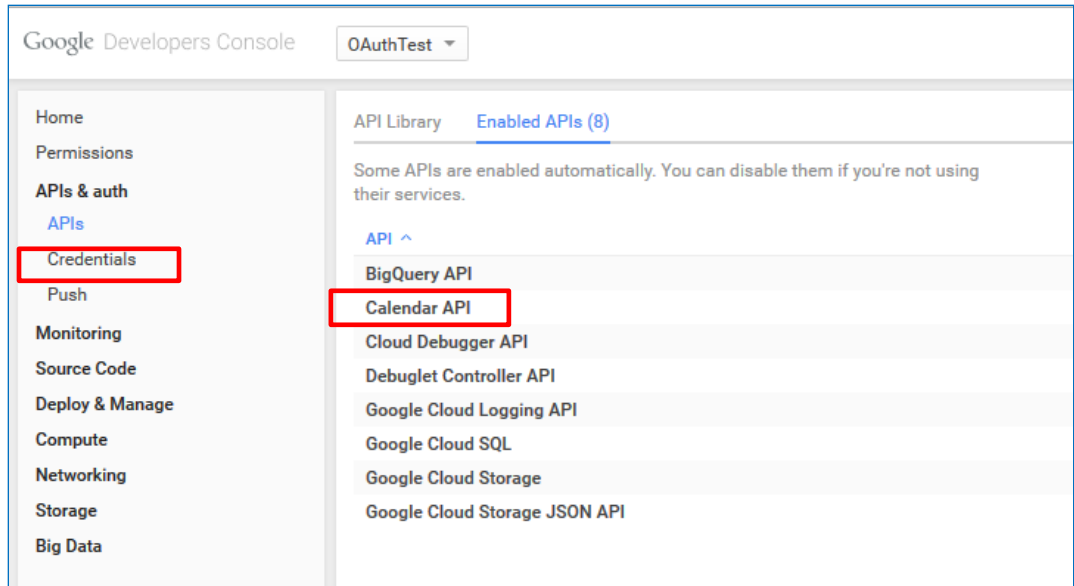 Google Developers Console
OAuthTest
Home
Permissions
APIs & auth
APIs
Credentials
Push
Monitoring
Source Code
Deploy & Manage
Compute
Networking
Storage
Big Data
API Library Enabled APIs (8)
Some APIs are enabled automatically. You can disable them if you're not using
their services.
API
BigQuery API
Calendar API
Cloud Debugger API
Debuglet Controller API
Google Cloud Logging API
Google Cloud SQL
Google Cloud Storage
Google Cloud Storage JSON API